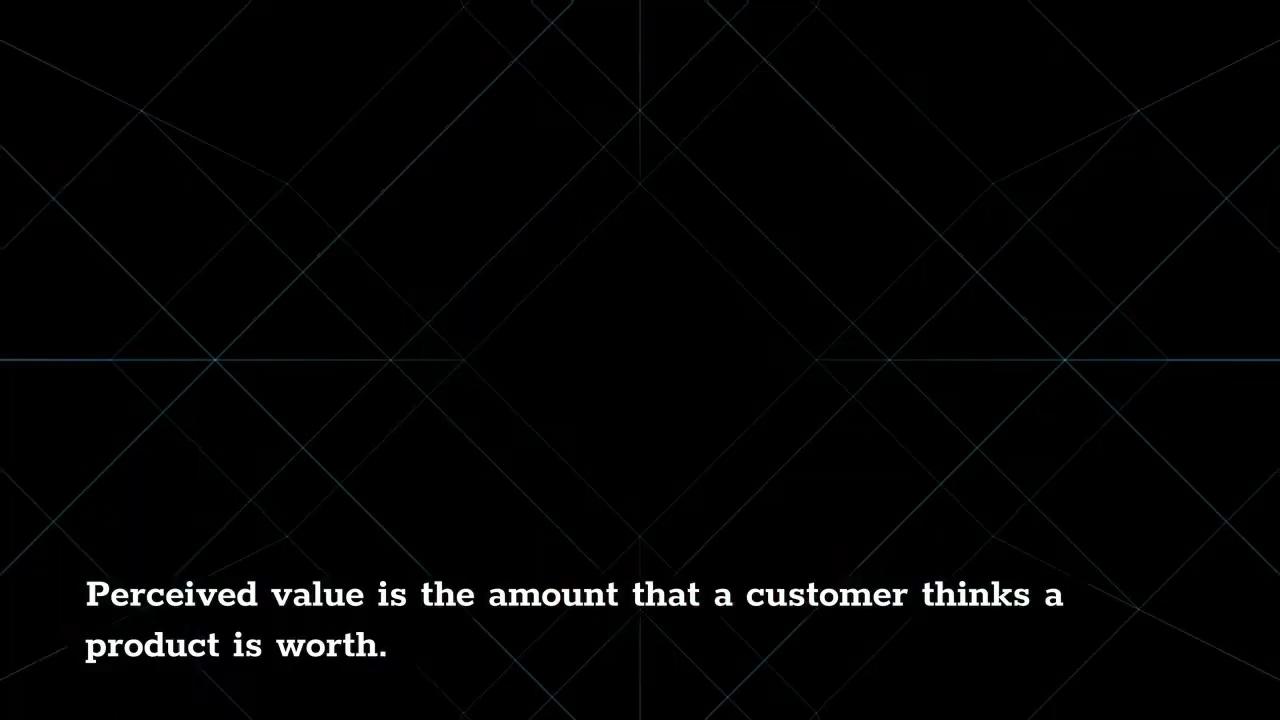 Perceived value is the amount that a customer thinks a
product is worth.